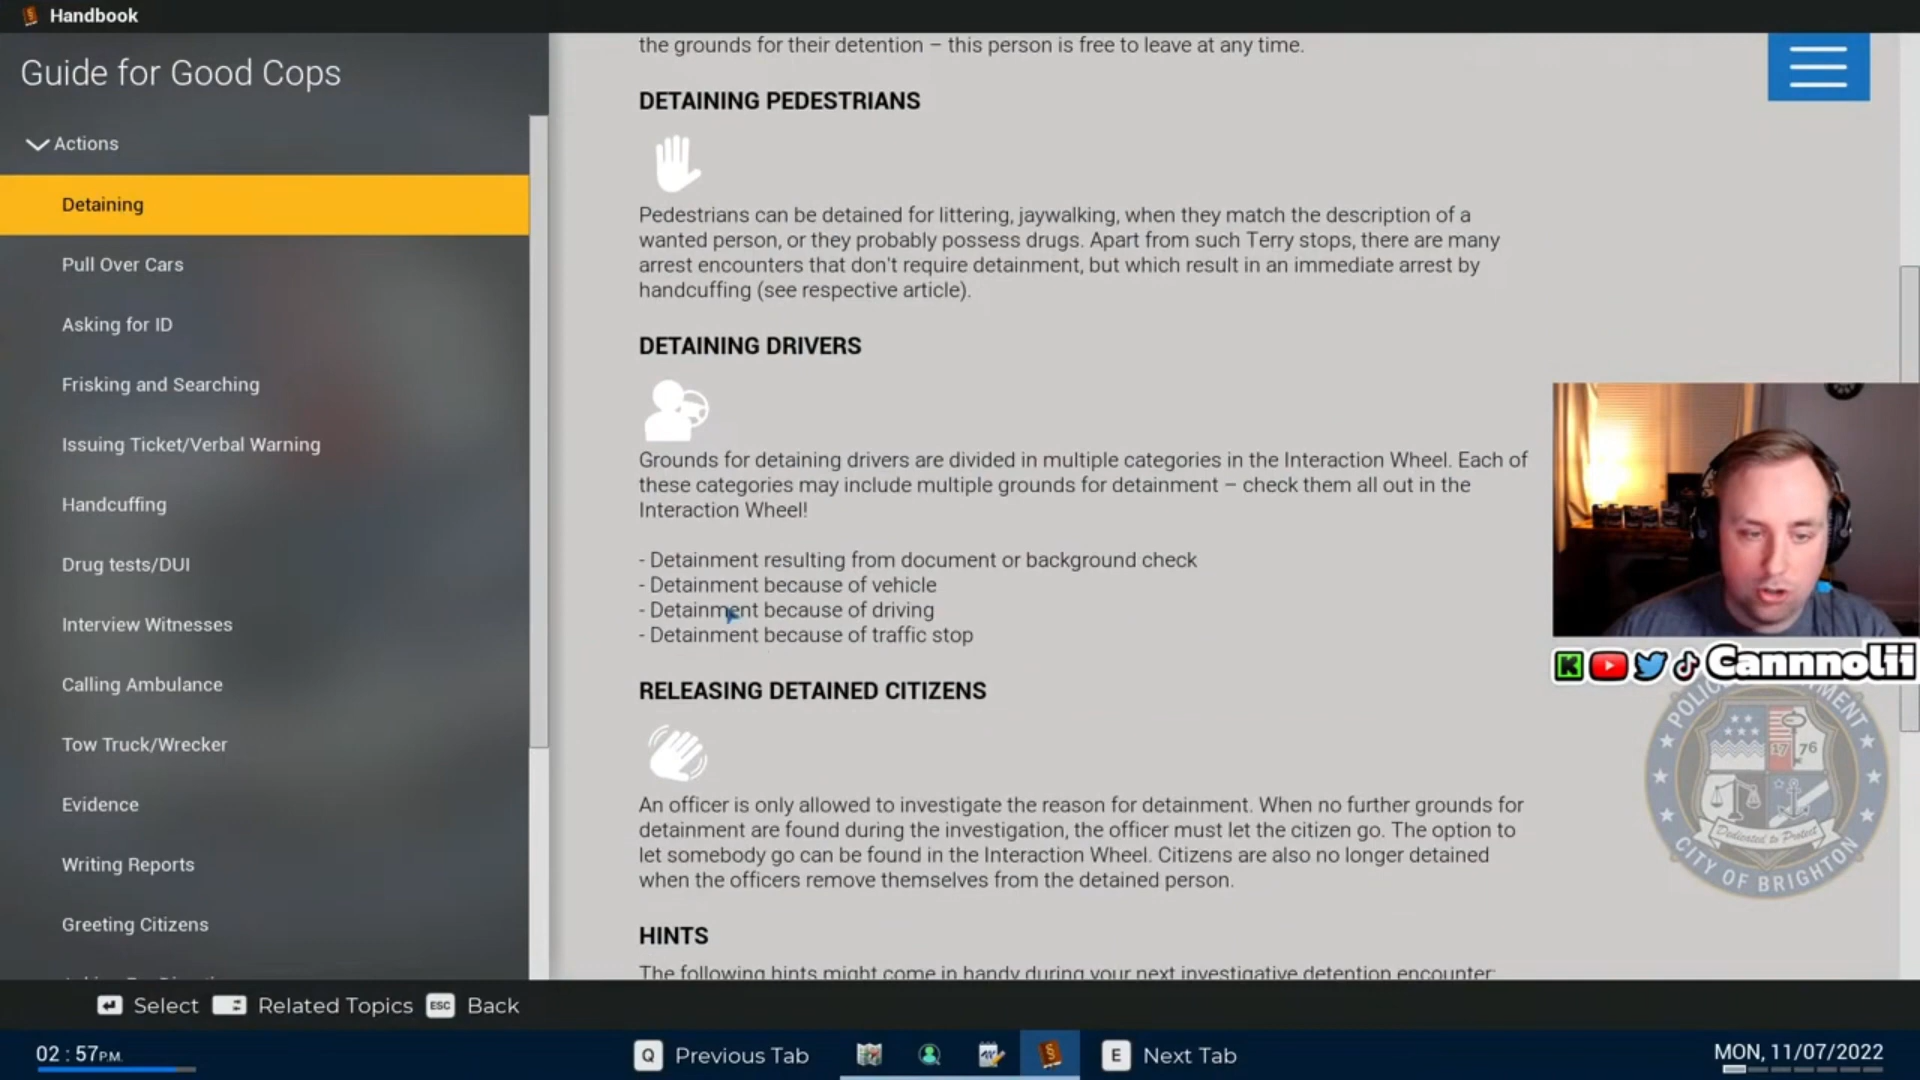 Handbook
Guide for Good Cops
Actions
Detaining
Pull Over Cars
Asking for ID
Frisking and Searching
Issuing Ticket/Verbal Warning
Handcuffing
Drug tests/DUI
Interview Witnesses
Calling Ambulance
Tow Truck/Wrecker
Evidence
Writing Reports
Greeting Citizens
the grounds for their detention – this person is free to leave at any time.
DETAINING PEDESTRIANS
Pedestrians can be detained for littering, jaywalking, when they match the description of a
wanted person, or they probably possess drugs. Apart from such Terry stops, there are many
arrest encounters that don't require detainment, but which result in an immediate arrest by
handcuffing (see respective article).
DETAINING DRIVERS
Grounds for detaining drivers are divided in multiple categories in the Interaction Wheel. Each of
these categories may include multiple grounds for detainment – check them all out in the
Interaction Wheel!
- Detainment resulting from document or background check
- Detainment because of vehicle
- Detainment because of driving
- Detainment because of traffic stop
RELEASING DETAINED CITIZENS
An officer is only allowed to investigate the reason for detainment. When no further grounds for
detainment are found during the investigation, the officer must let the citizen go. The option to
let somebody go can be found in the Interaction Wheel. Citizens are also no longer detained
when the officers remove themselves from the detained person.
HINTS
The following hints might come in handy during your next investigative detention encounter:
K Cannnolii
17 76
Dedicated to Protect
CITY OF BRIGHTON
Select Related Topics ESC Back
02 : 57 P.M.
Q Previous Tab
E Next Tab
MON, 11/07/2022